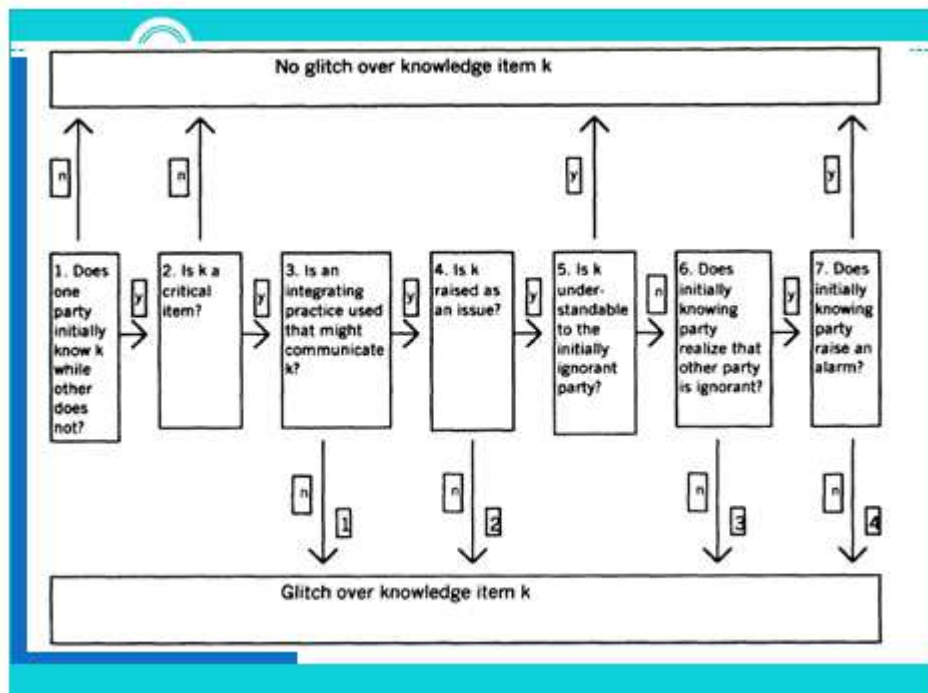 No glitch over knowledge item k
n
n
y
y
1. Does
one
party
initially
know k
while
other
does
not?
y
2. Is k a
critical
item?
y
3. Is an
integrating
practice used
that might
communicate
k?
y
4. Is k
raised as
an issue?
y
5. Is k
under-
standable
to the
initially
ignorant
party?
n
6. Does
initially
knowing
party
realize that
other party
is ignorant?
y
7. Does
initially
knowing
party
raise an
alarm?
n
1
n
2
n
3
n
4
Glitch over knowledge item k